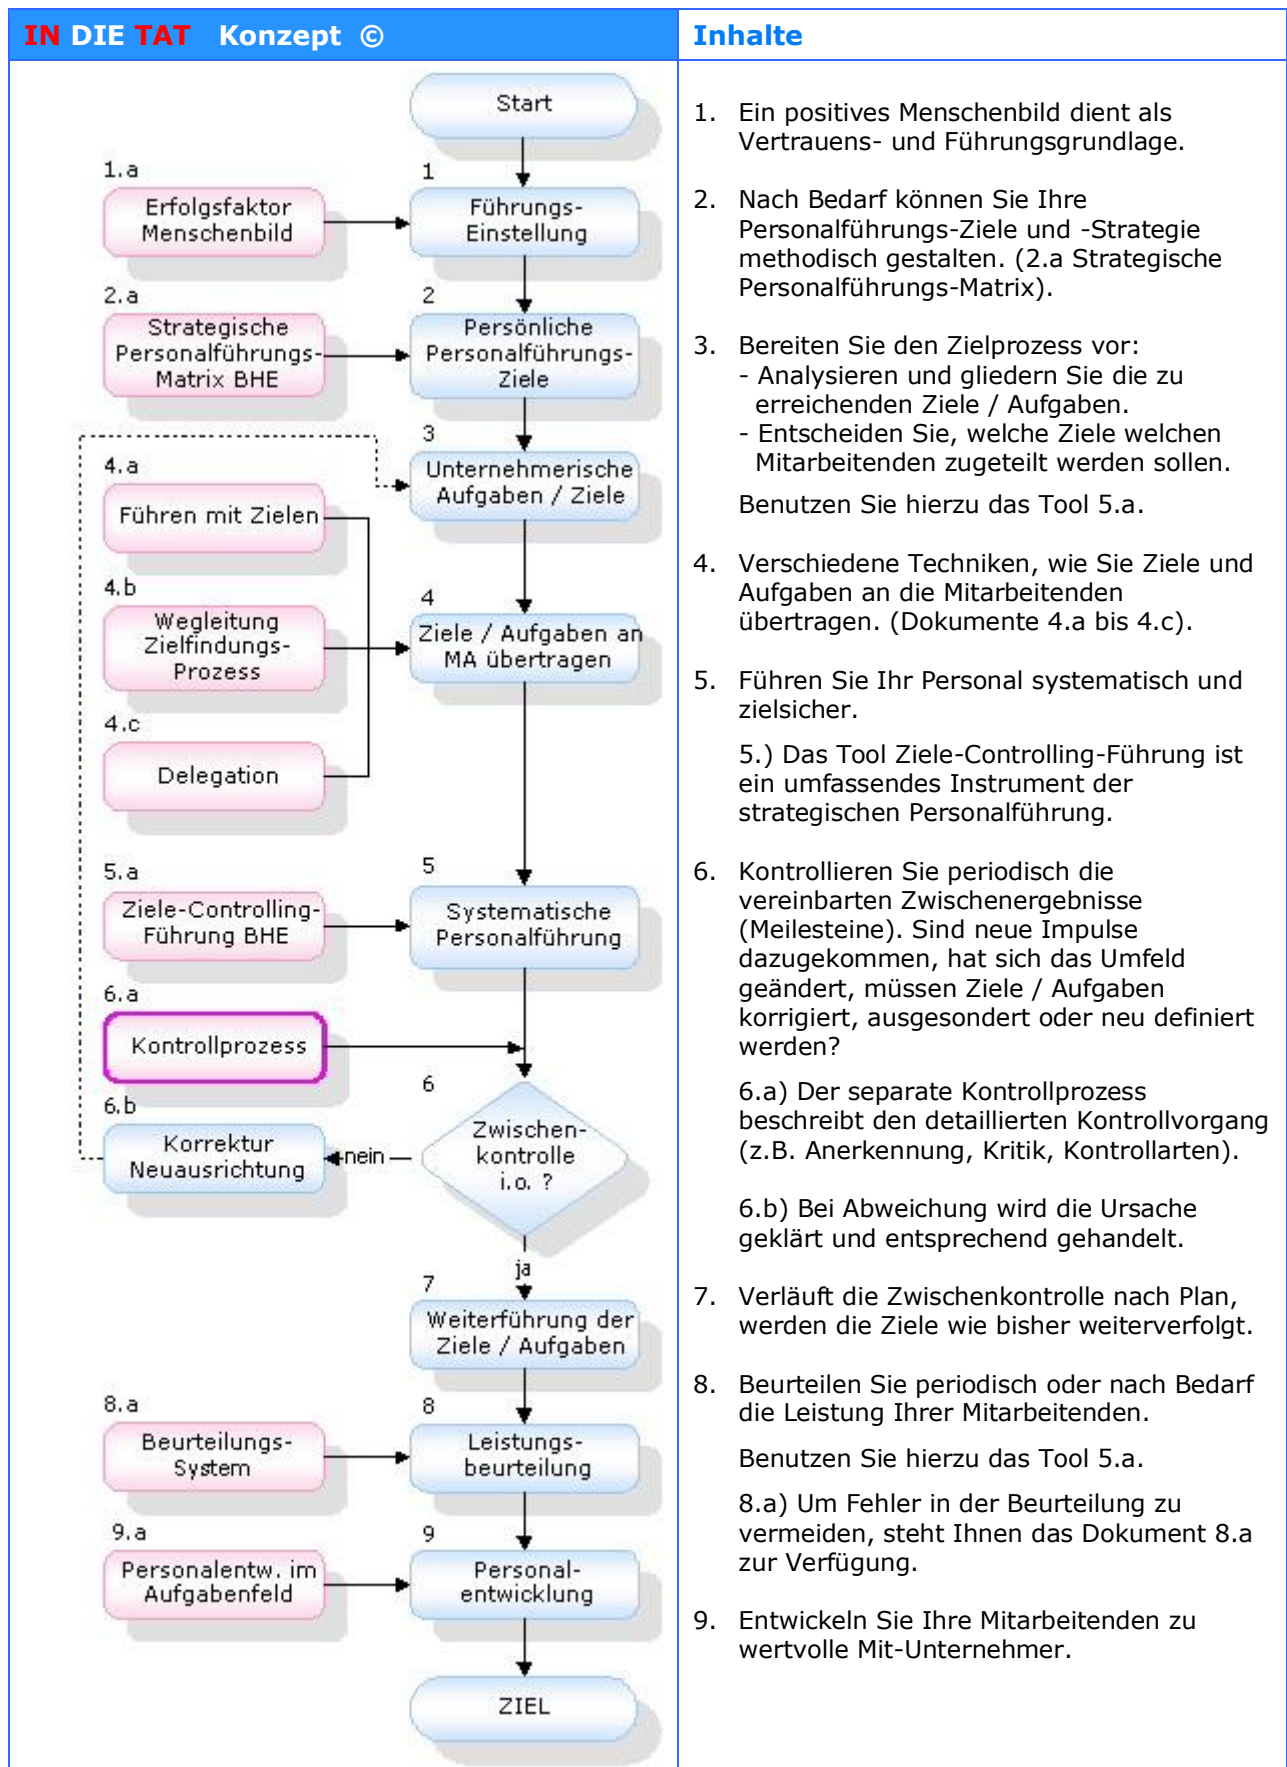 IN DIE TAT Konzept ©
Start
1.a
Erfolgsfaktor
Menschenbild
1
Führungs-
Einstellung
2.a
Strategische
Personalführungs-
Matrix BHE
2
Persönliche
Personalführungs-
Ziele
3
Unternehmerische
Aufgaben / Ziele
4.a
Führen mit Zielen
4.b
Wegleitung
Zielfindungs-
Prozess
4
Ziele / Aufgaben an
MA übertragen
4.c
Delegation
5.a
Ziele-Controlling-
Führung BHE
5
Systematische
Personalführung
6.a
Kontrollprozess
6
Zwischen-
kontrolle
i.o. ?
nein
6.b
Korrektur
Neuausrichtung
ja
7
Weiterführung der
Ziele / Aufgaben
8.a
Beurteilungs-
System
8
Leistungs-
beurteilung
9.a
Personalentw. im
Aufgabenfeld
9
Personal-
entwicklung
ZIEL
Inhalte
1. Ein positives Menschenbild dient als
Vertrauens- und Führungsgrundlage.
2. Nach Bedarf können Sie Ihre
Personalführungs-Ziele und -Strategie
methodisch gestalten. (2.a Strategische
Personalführungs-Matrix).
3. Bereiten Sie den Zielprozess vor:
- Analysieren und gliedern Sie die zu
erreichenden Ziele / Aufgaben.
- Entscheiden Sie, welche Ziele welchen
Mitarbeitenden zugeteilt werden sollen.
Benutzen Sie hierzu das Tool 5.a.
4. Verschiedene Techniken, wie Sie Ziele und
Aufgaben an die Mitarbeitenden
übertragen. (Dokumente 4.a bis 4.c).
5. Führen Sie Ihr Personal systematisch und
zielsicher.
5.) Das Tool Ziele-Controlling-Führung ist
ein umfassendes Instrument der
strategischen Personalführung.
6. Kontrollieren Sie periodisch die
vereinbarten Zwischenergebnisse
(Meilesteine). Sind neue Impulse
dazugekommen, hat sich das Umfeld
geändert, müssen Ziele / Aufgaben
korrigiert, ausgesondert oder neu definiert
werden?
6.a) Der separate Kontrollprozess
beschreibt den detaillierten Kontrollvorgang
(z.B. Anerkennung, Kritik, Kontrollarten).
6.b) Bei Abweichung wird die Ursache
geklärt und entsprechend gehandelt.
7. Verläuft die Zwischenkontrolle nach Plan,
werden die Ziele wie bisher weiterverfolgt.
8. Beurteilen Sie periodisch oder nach Bedarf
die Leistung Ihrer Mitarbeitenden.
Benutzen Sie hierzu das Tool 5.a.
8.a) Um Fehler in der Beurteilung zu
vermeiden, steht Ihnen das Dokument 8.a
zur Verfügung.
9. Entwickeln Sie Ihre Mitarbeitenden zu
wertvolle Mit-Unternehmer.